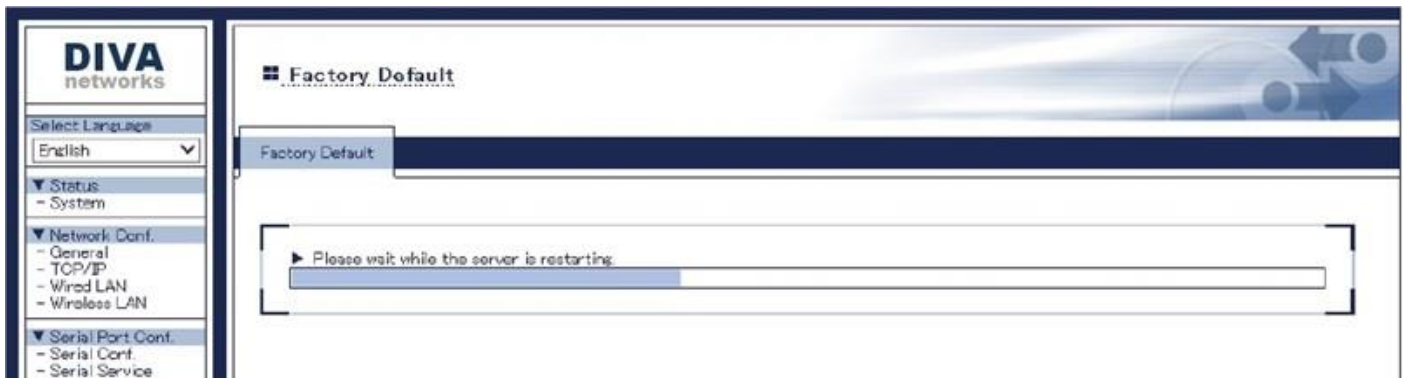 DIVA
networks
Select Language
English
▼ Status
- System
▼ Network Conf.
- General
- TCP/IP
- Wired LAN
- Wireless LAN
▼ Serial Port Conf.
- Serial Conf.
- Serial Service
Factory Default
Factory Default
▶ Please wait while the server is restarting.